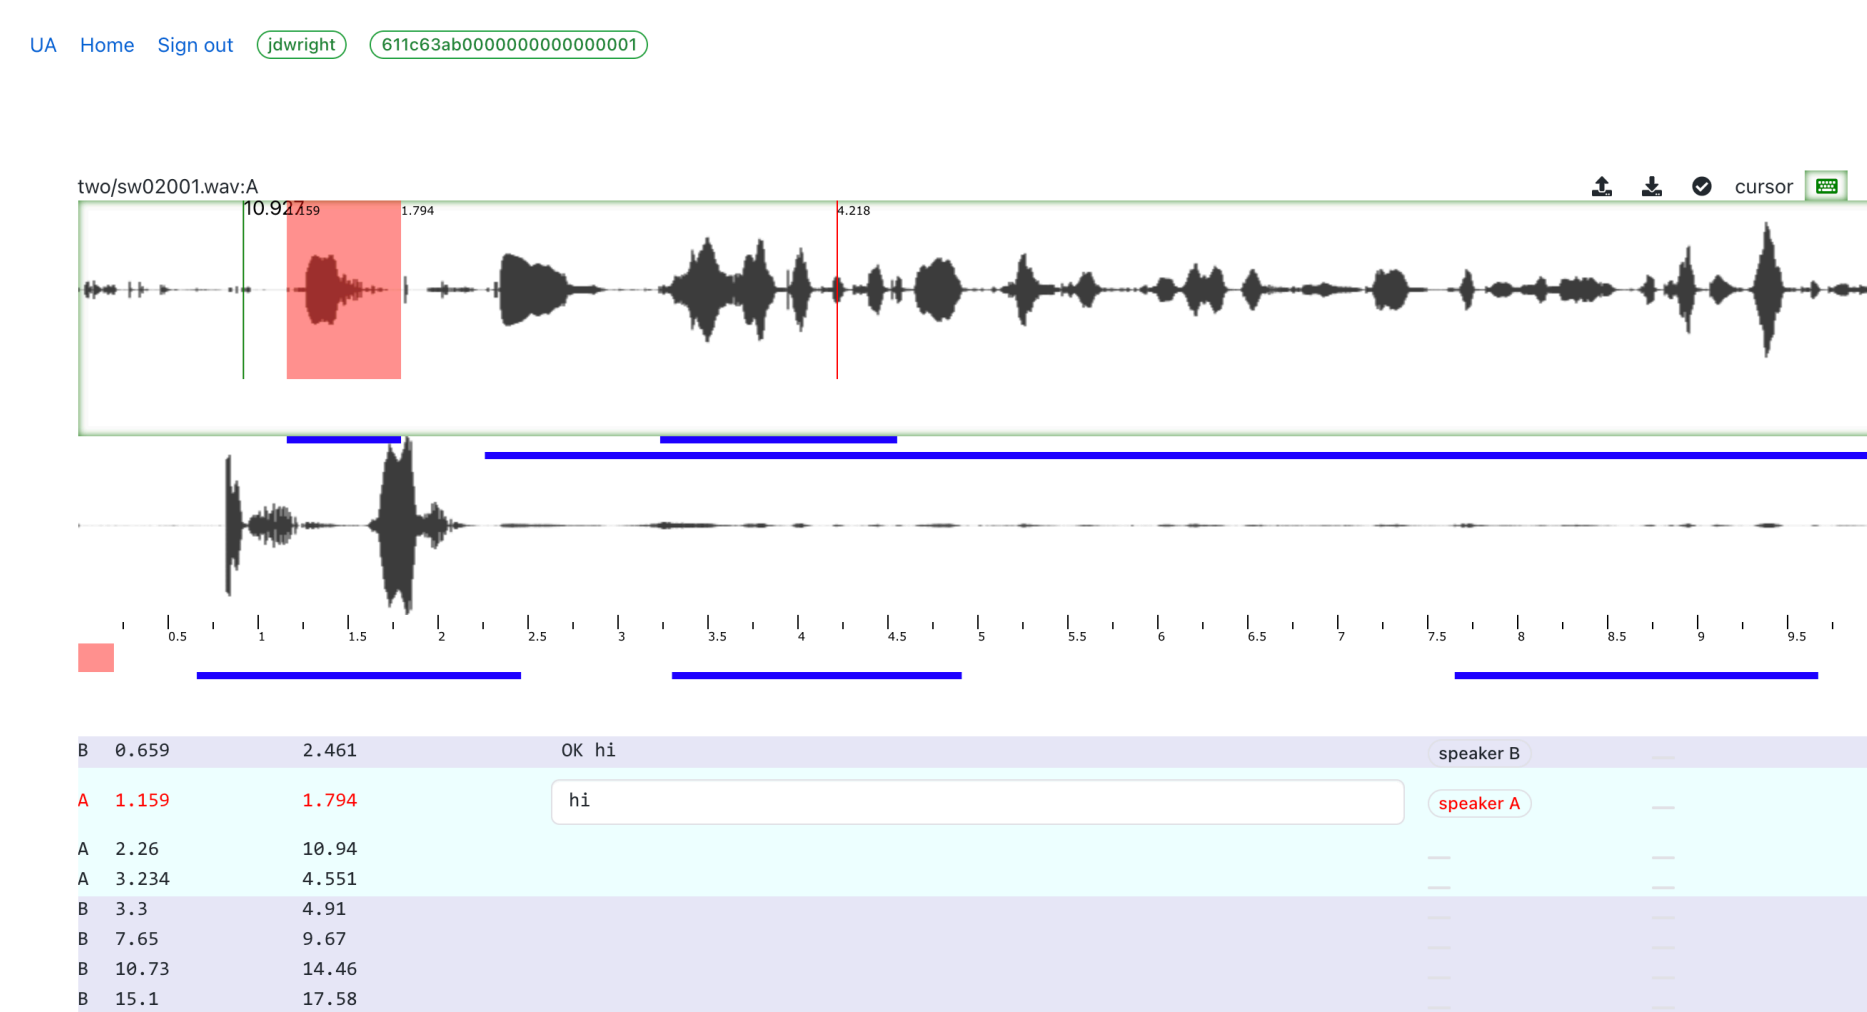 UA Home Sign out jdwright 611c63ab0000000000000001
two/sw02001.wav:A cursor
10.927 1.159 1.794 4.218
0.5 1 1.5 2 2.5 3 3.5 4 4.5 5 5.5 6 6.5 7 7.5 8 8.5 9 9.5
B 0.659 2.461 OK hi speaker B
A 1.159 1.794 hi speaker A
A 2.26 10.94
A 3.234 4.551
B 3.3 4.91
B 7.65 9.67
B 10.73 14.46
B 15.1 17.58